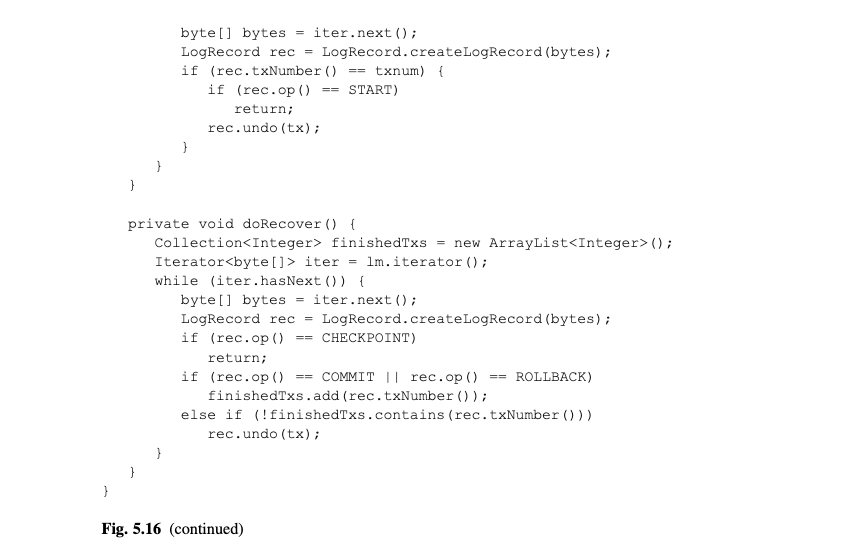 byte[] bytes = iter.next();
LogRecord rec = LogRecord.createLogRecord(bytes);
if (rec.txNumber() == txnum) {
if (rec.op() == START)
return;
rec.undo(tx);
}
}
}
private void doRecover() {
Collection<Integer> finishedTxs = new ArrayList<Integer>();
Iterator<byte[]> iter = lm.iterator();
while (iter.hasNext()) {
byte[] bytes = iter.next();
LogRecord rec = LogRecord.createLogRecord(bytes);
if (rec.op() == CHECKPOINT)
return;
if (rec.op() == COMMIT || rec.op() == ROLLBACK)
finishedTxs.add(rec.txNumber());
else if (!finishedTxs.contains(rec.txNumber()))
rec.undo(tx);
}
}
}
Fig. 5.16 (continued)